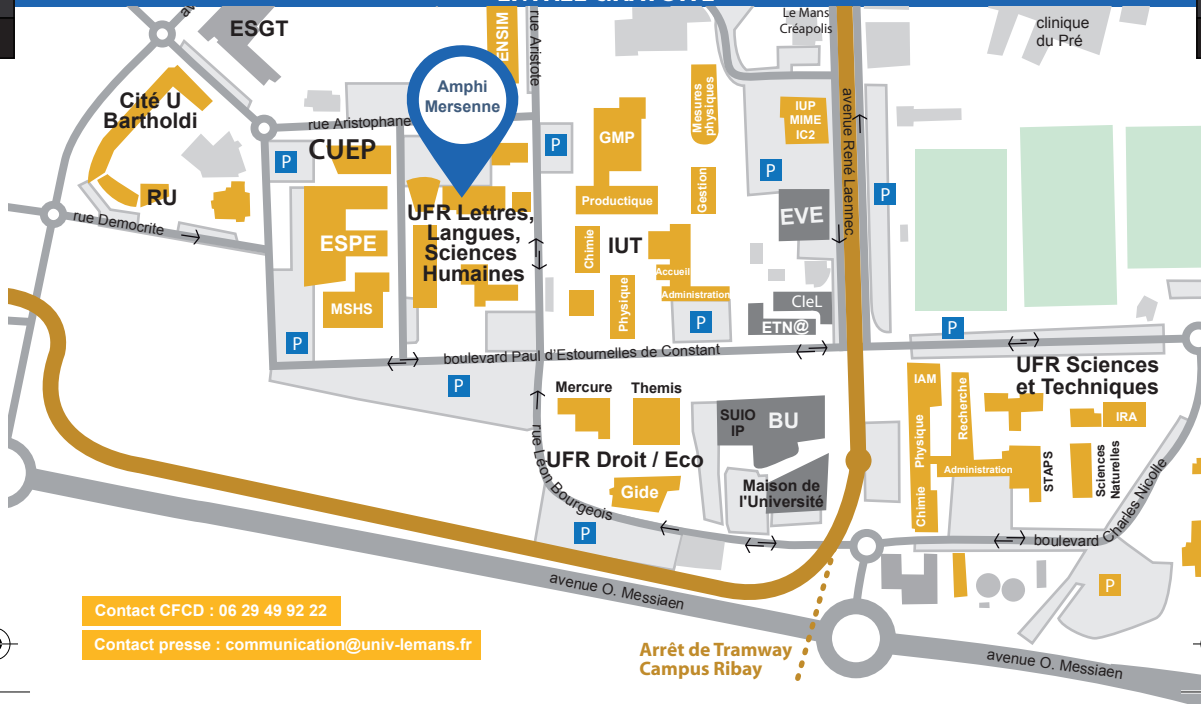 ESGT
ENSIM
rue Aristote
Le Mans
Créapolis
clinique
du Pré
Amphi
Mersenne
Cité U
Bartholdi
rue Aristophane
CUEP
P
P
GMP
Mesures
physiques
IUP
MIME
IC2
P
avenue René Laennec
P
RU
rue Democrite
ESPE
UFR Lettres,
Langues,
Sciences
Humaines
Productique
Gestion
EVE
Chimie
IUT
Accueil
Administration
Physique
MSHS
CleL
ETN@
P
P
P
boulevard Paul d'Estournelles de Constant
P
UFR Sciences
et Techniques
Mercure
Themis
SUIO
IP
BU
IAM
Recherche
Physique
IRA
rue Léon Bourgeois
UFR Droit / Eco
Gide
Maison de
l'Université
Administration
STAPS
Sciences
Naturelles
Chimie
P
boulevard Charles Nicolle
P
avenue O. Messiaen
Contact CFCD : 06 29 49 92 22
Contact presse : communication@univ-lemans.fr
Arrêt de Tramway
Campus Ribay
avenue O. Messiaen